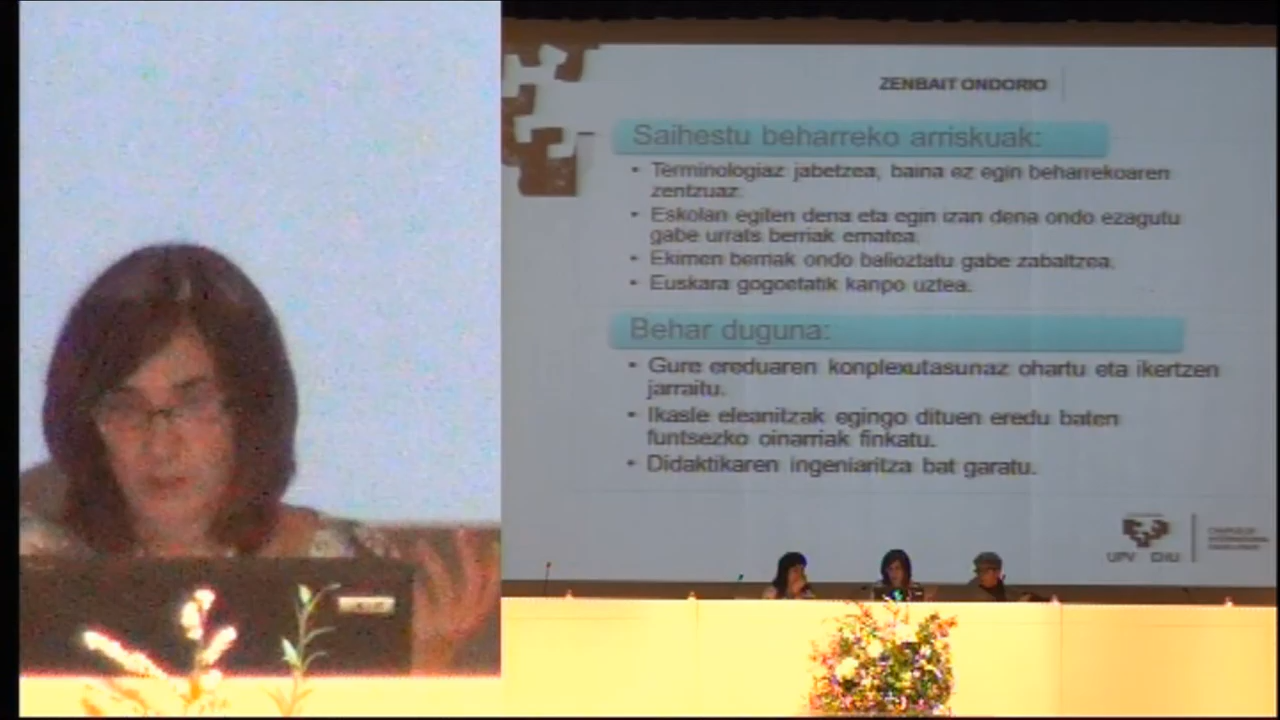 ZENBAIT ONDORIO
Saihestu beharreko arriskuak:
• Terminologiaz jabetzea, baina ez egin beharrekoaren
zentzuaz.
• Eskolan egiten dena eta egin izan dena ondo ezagutu
gabe urrats berriak ematea.
• Ekimen berriak ondo balioztatu gabe zabaltzea.
• Euskara gogoetatik kanpo uztea.
Behar duguna:
• Gure ereduaren konplexutasunaz ohartu eta ikertzen
jarraitu.
• Ikasle eleanitzak egingo dituen eredu baten
funtsezko oinarriak finkatu.
• Didaktikaren ingeniaritza bat garatu.
UPV EHU